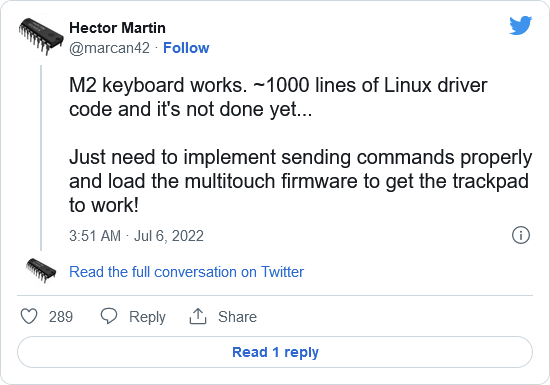 Hector Martin
@marcan42 · Follow
M2 keyboard works. ~1000 lines of Linux driver
code and it's not done yet...
Just need to implement sending commands properly
and load the multitouch firmware to get the trackpad
to work!
3:51 AM · Jul 6, 2022
Read the full conversation on Twitter
289 Reply Share
Read 1 reply